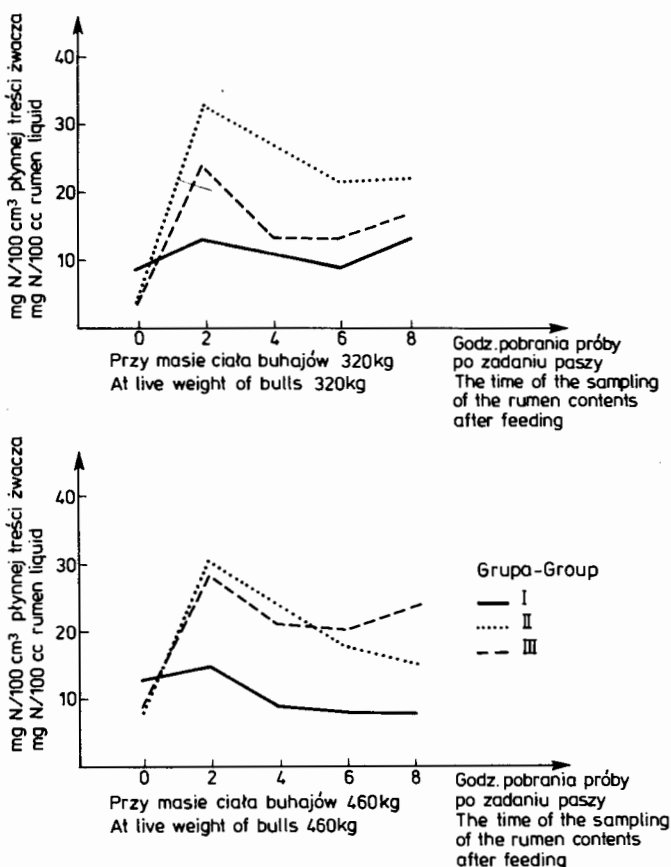 mg N/100 cm³ płynnej treści żwacza
mg N/100 cc rumen liquid
40
30
20
10
0 2 4 6 8
Przy masie ciała buhajów 320kg
At live weight of bulls 320kg
Godz. pobrania próby
po zadaniu paszy
The time of the sampling
of the rumen contents
after feeding
mg N/100 cm³ płynnej treści żwacza
mg N/100 cc rumen liquid
40
30
20
10
0 2 4 6 8
Przy masie ciała buhajów 460kg
At live weight of bulls 460kg
Godz. pobrania próby
po zadaniu paszy
The time of the sampling
of the rumen contents
after feeding
Grupa-Group
I
II
III